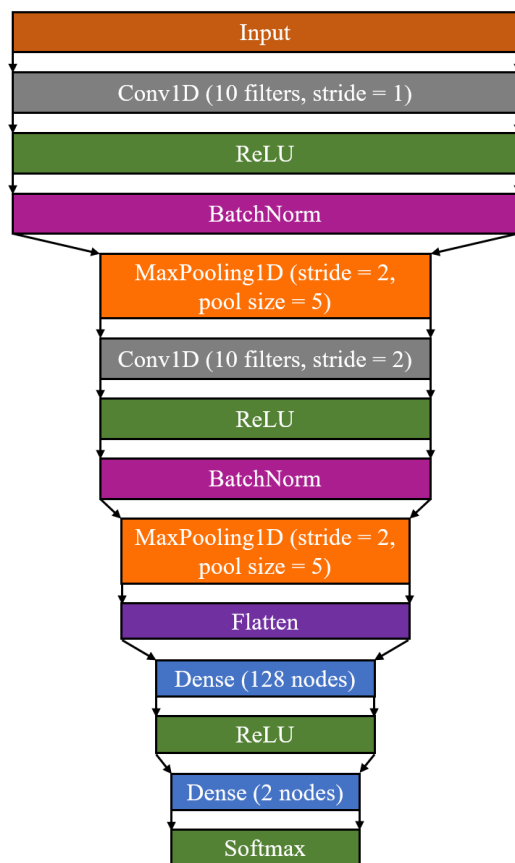 Input
Conv1D (10 filters, stride = 1)
ReLU
BatchNorm
MaxPooling1D (stride = 2,
pool size = 5)
Conv1D (10 filters, stride = 2)
ReLU
BatchNorm
MaxPooling1D (stride = 2,
pool size = 5)
Flatten
Dense (128 nodes)
ReLU
Dense (2 nodes)
Softmax